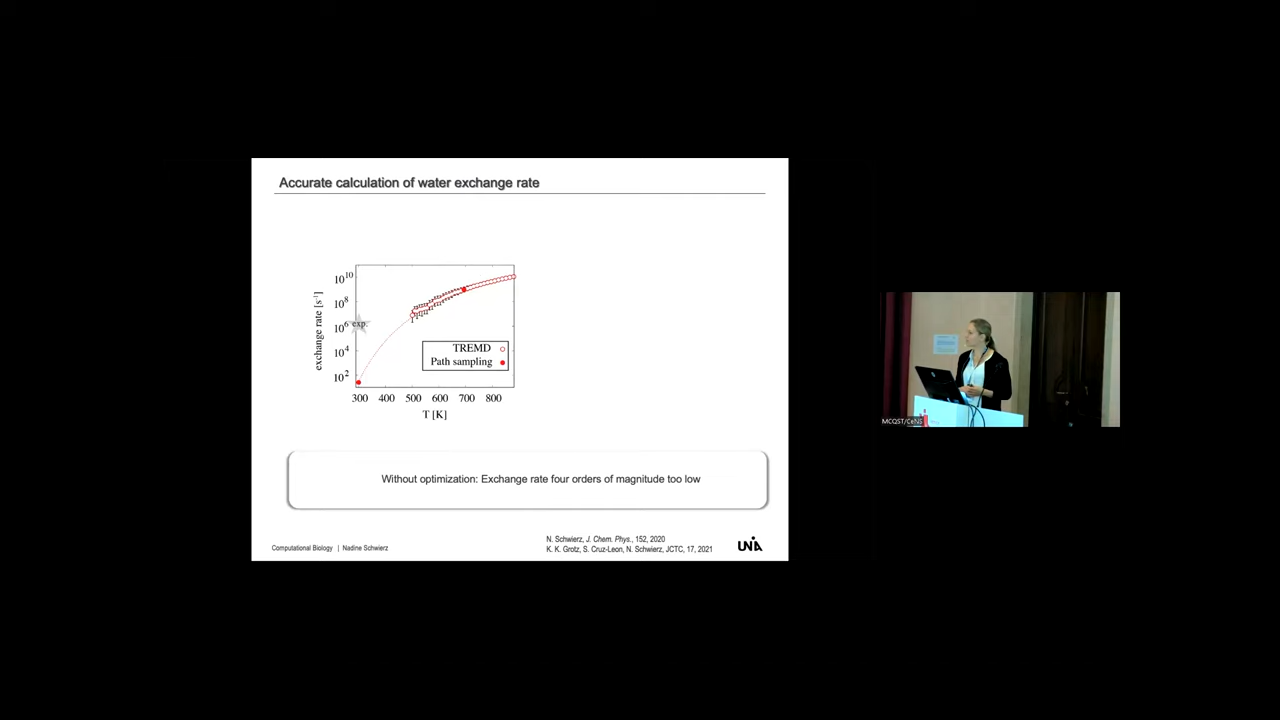 Accurate calculation of water exchange rate
exchange rate [s⁻¹]
10¹⁰
10⁸
10⁶
10⁴
10²
exp.
TREMD
Path sampling
300 400 500 600 700 800
T [K]
Without optimization: Exchange rate four orders of magnitude too low
N. Schwierz, J. Chem. Phys., 152, 2020
K. K. Grotz, S. Cruz-Leon, N. Schwierz, JCTC, 17, 2021
Computational Biology | Nadine Schwierz
UNIA
MCQST/CeNS